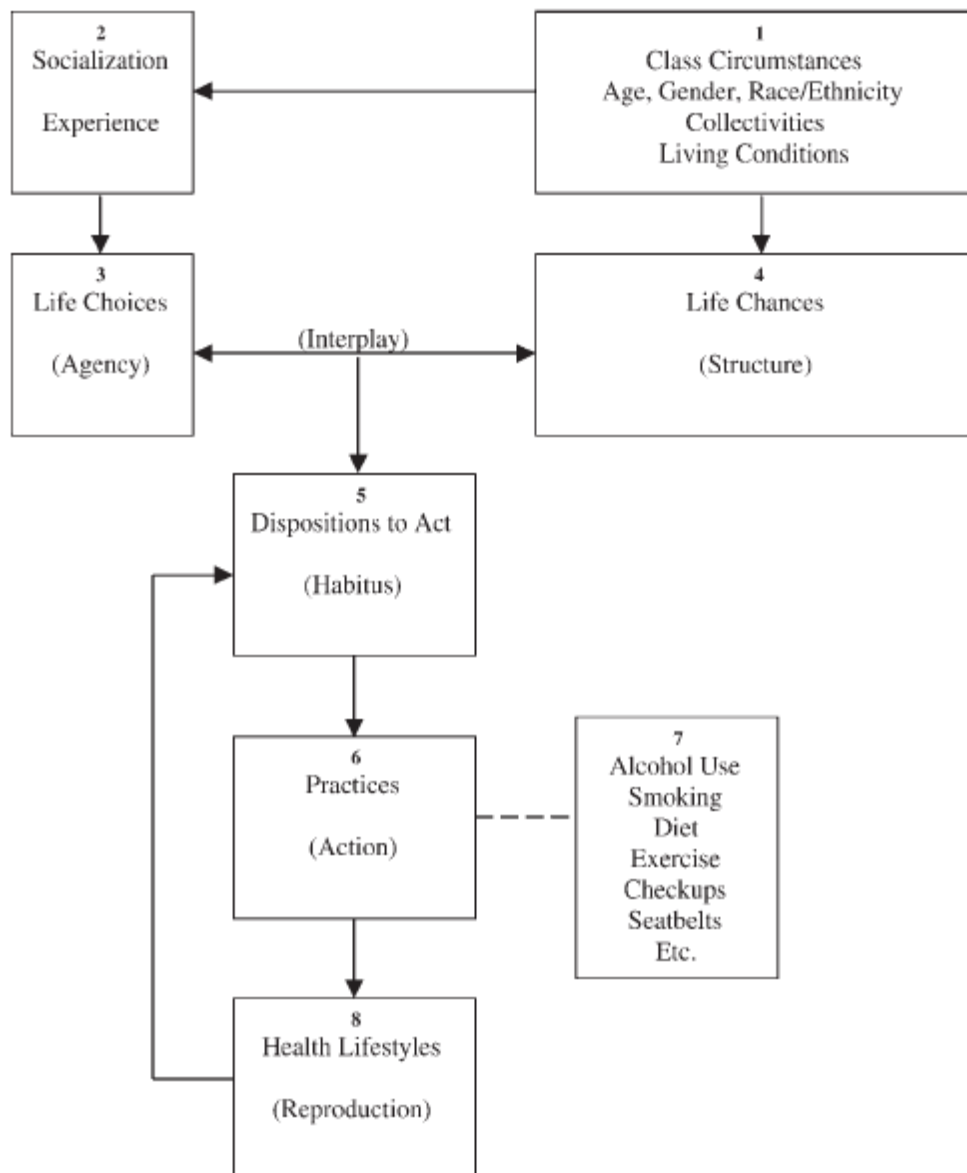 2
Socialization
Experience
1
Class Circumstances
Age, Gender, Race/Ethnicity
Collectivities
Living Conditions
3
Life Choices
(Agency)
(Interplay)
4
Life Chances
(Structure)
5
Dispositions to Act
(Habitus)
6
Practices
(Action)
7
Alcohol Use
Smoking
Diet
Exercise
Checkups
Seatbelts
Etc.
8
Health Lifestyles
(Reproduction)